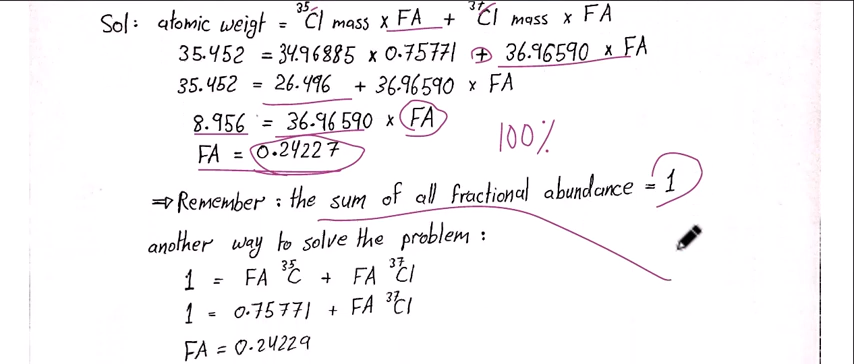 Sol: atomic weigt = ³⁵Cl mass x FA + ³⁷Cl mass x FA
35.452 = 34.96885 x 0.75771 + 36.96590 x FA
35.452 = 26.496 + 36.96590 x FA
8.956 = 36.96590 x FA
100%
FA = 0.24227
⇒ Remember : the sum of all fractional abundance = 1
another way to solve the problem :
1 = FA ³⁵C + FA ³⁷Cl
1 = 0.75771 + FA ³⁷Cl
FA = 0.24229